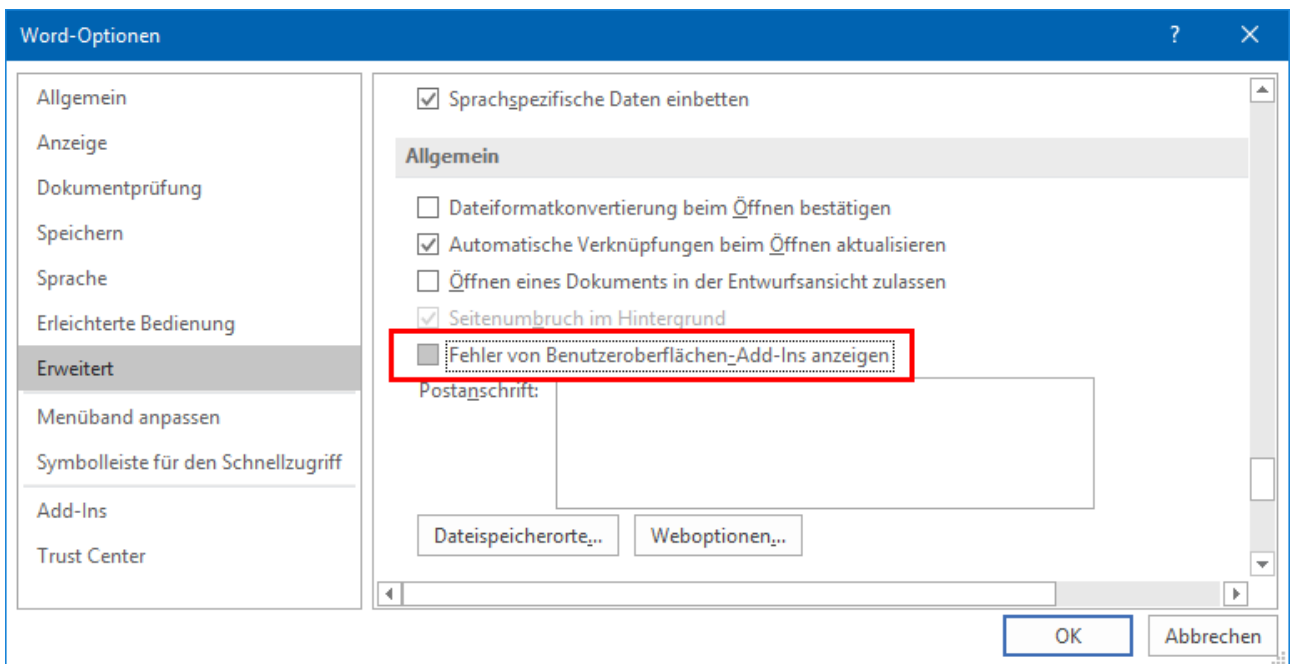 Word-Optionen
?
Allgemein
Anzeige
Dokumentprüfung
Speichern
Sprache
Erleichterte Bedienung
Erweitert
Menüband anpassen
Symbolleiste für den Schnellzugriff
Add-Ins
Trust Center
Sprachspezifische Daten einbetten
Allgemein
Dateiformatkonvertierung beim Öffnen bestätigen
Automatische Verknüpfungen beim Öffnen aktualisieren
Öffnen eines Dokuments in der Entwurfsansicht zulassen
Seitenumbruch im Hintergrund
Fehler von Benutzeroberflächen-Add-Ins anzeigen
Postanschrift:
Dateispeicherorte... Weboptionen...
OK Abbrechen